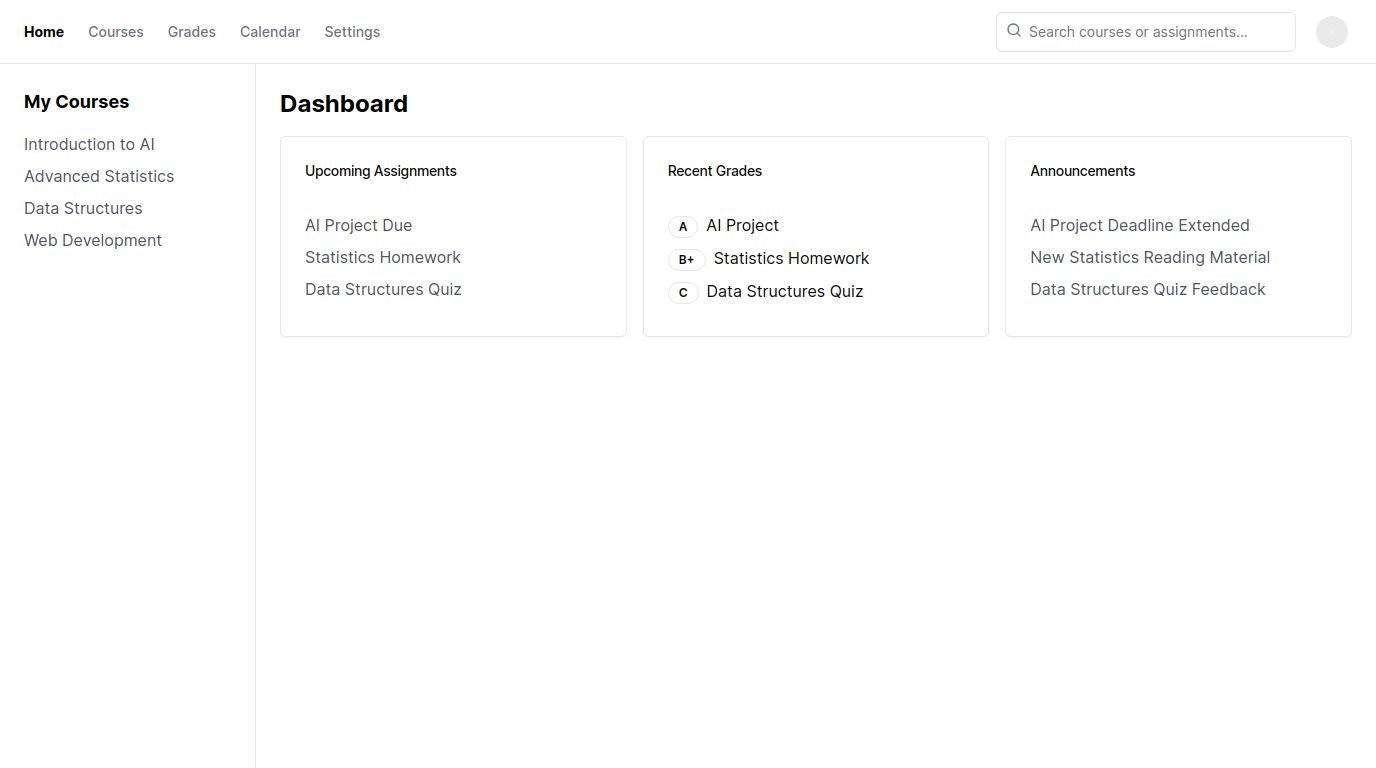 Home Courses Grades Calendar Settings Search courses or assignments...
My Courses
Introduction to AI
Advanced Statistics
Data Structures
Web Development
Dashboard
Upcoming Assignments
AI Project Due
Statistics Homework
Data Structures Quiz
Recent Grades
A AI Project
B+ Statistics Homework
C Data Structures Quiz
Announcements
AI Project Deadline Extended
New Statistics Reading Material
Data Structures Quiz Feedback